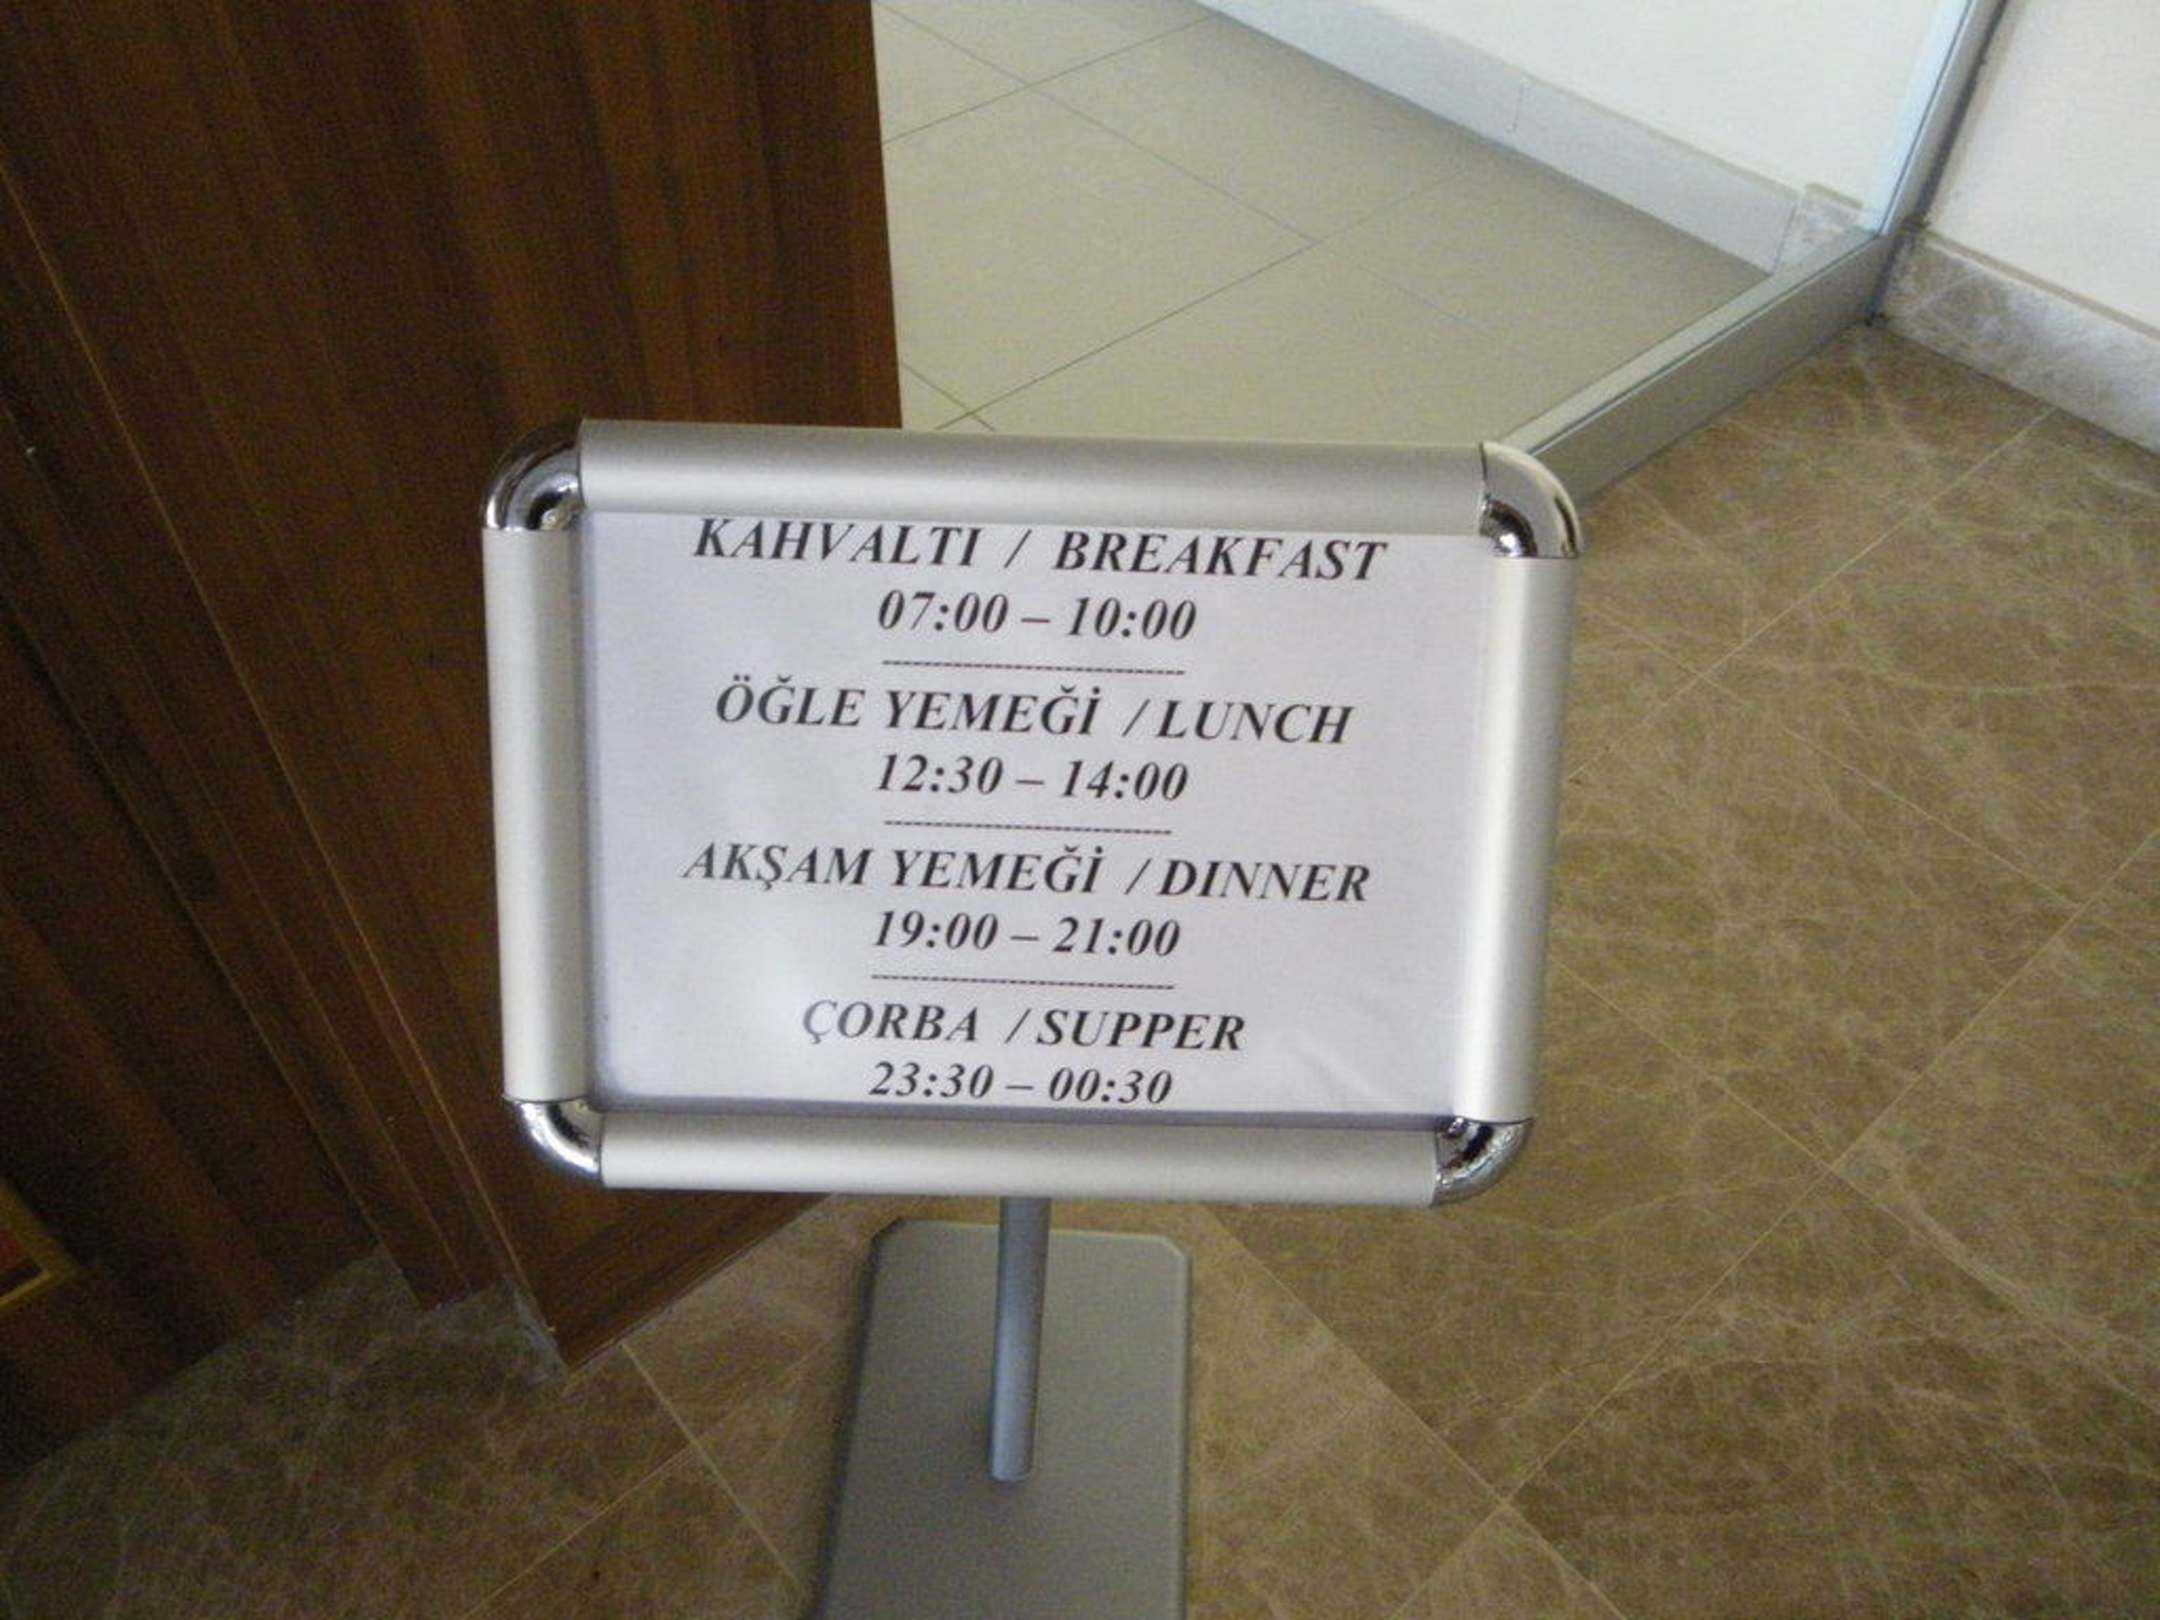 KAHVALTI / BREAKFAST
07:00 – 10:00
------------------------------
ÖĞLE YEMEĞİ / LUNCH
12:30 – 14:00
------------------------------
AKŞAM YEMEĞİ / DINNER
19:00 – 21:00
------------------------------
ÇORBA / SUPPER
23:30 – 00:30